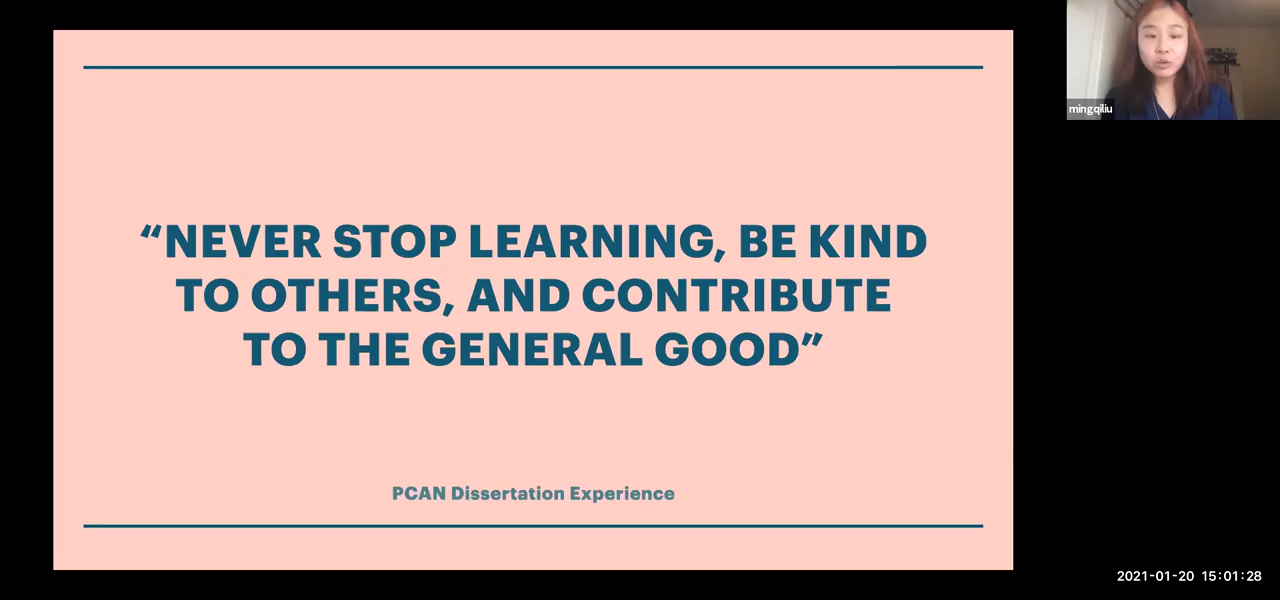 “NEVER STOP LEARNING, BE KIND
TO OTHERS, AND CONTRIBUTE
TO THE GENERAL GOOD”
PCAN Dissertation Experience
mingqiliu
2021-01-20 15:01:28